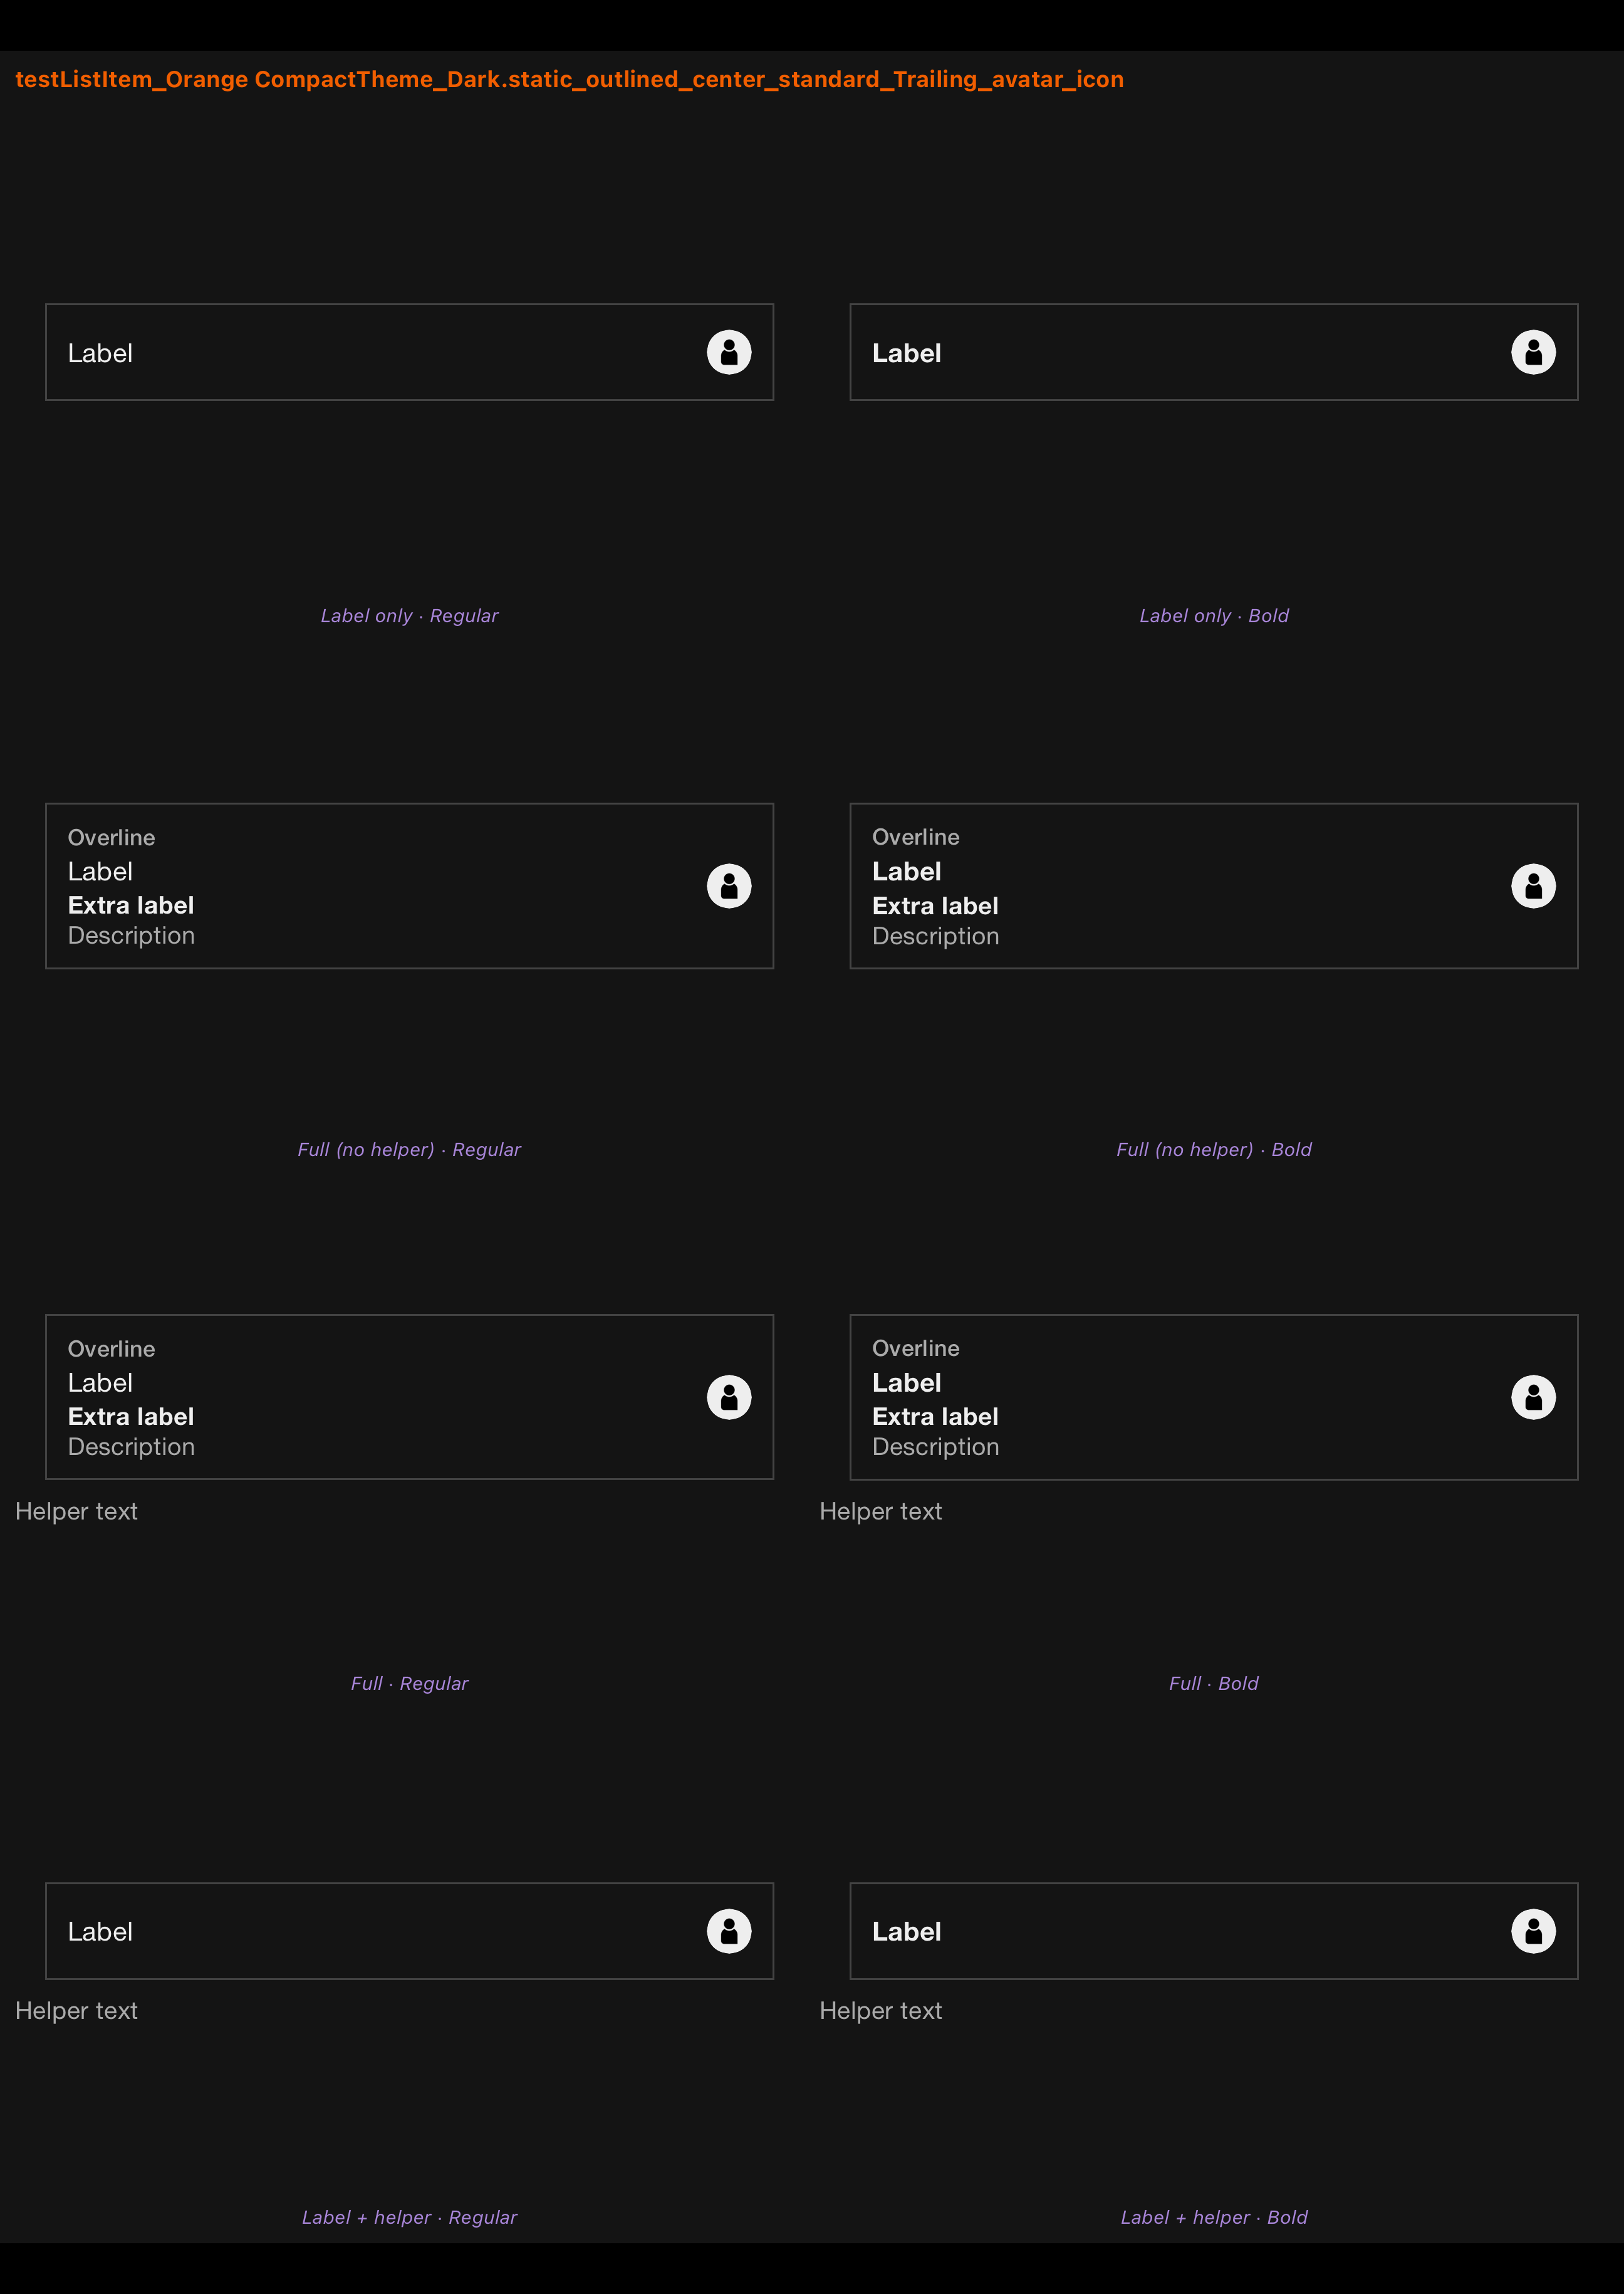 testListItem_Orange CompactTheme_Dark.static_outlined_center_standard_Trailing_avatar_icon
Label
Label
Label only · Regular
Label only · Bold
Overline
Label
Extra label
Description
Overline
Label
Extra label
Description
Full (no helper) · Regular
Full (no helper) · Bold
Overline
Label
Extra label
Description
Helper text
Overline
Label
Extra label
Description
Helper text
Full · Regular
Full · Bold
Label
Helper text
Label
Helper text
Label + helper · Regular
Label + helper · Bold